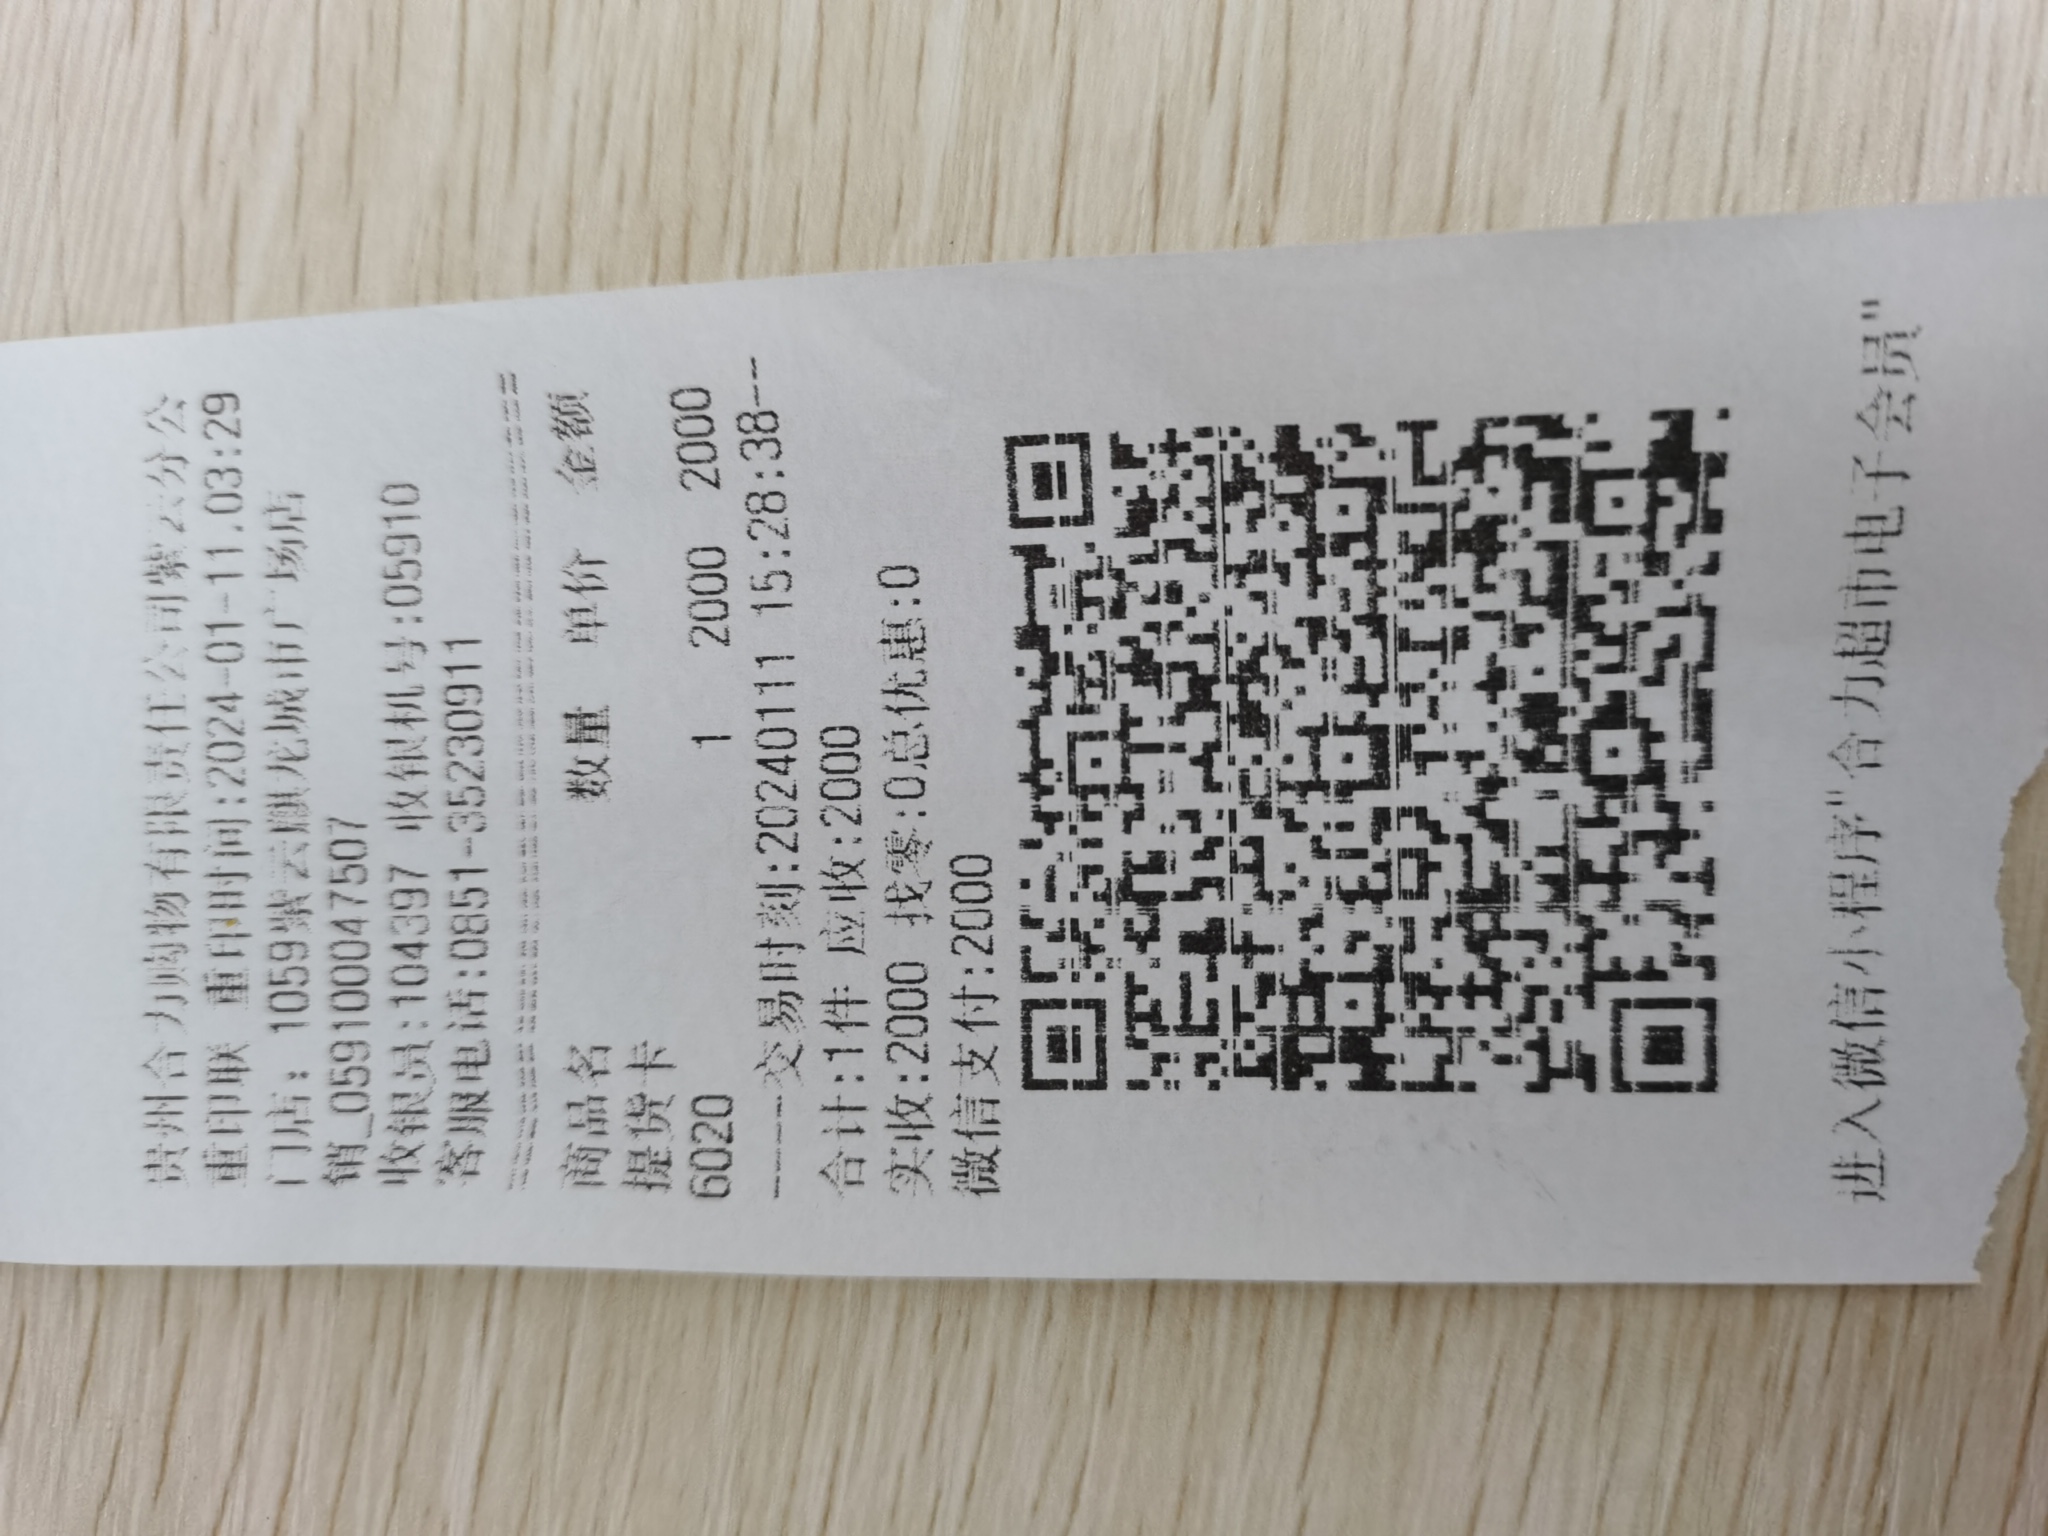 贵州合力购物有限责任公司紫云分公
重印联 重印时间:2024-01-11.03:29
门店: 1059紫云麒龙城市广场店
销_0591000475507
收银员:104397 收银机号:05910
客服电话:0851-35230911
================================
商品名 数量 单价 金额
提货卡
6020 1 2000 2000
-----交易时刻:20240111 15:28:38---
合计:1件 应收:2000
实收:2000 找零:0总优惠:0
微信支付:2000
进入微信小程序"合力超市电子会员"